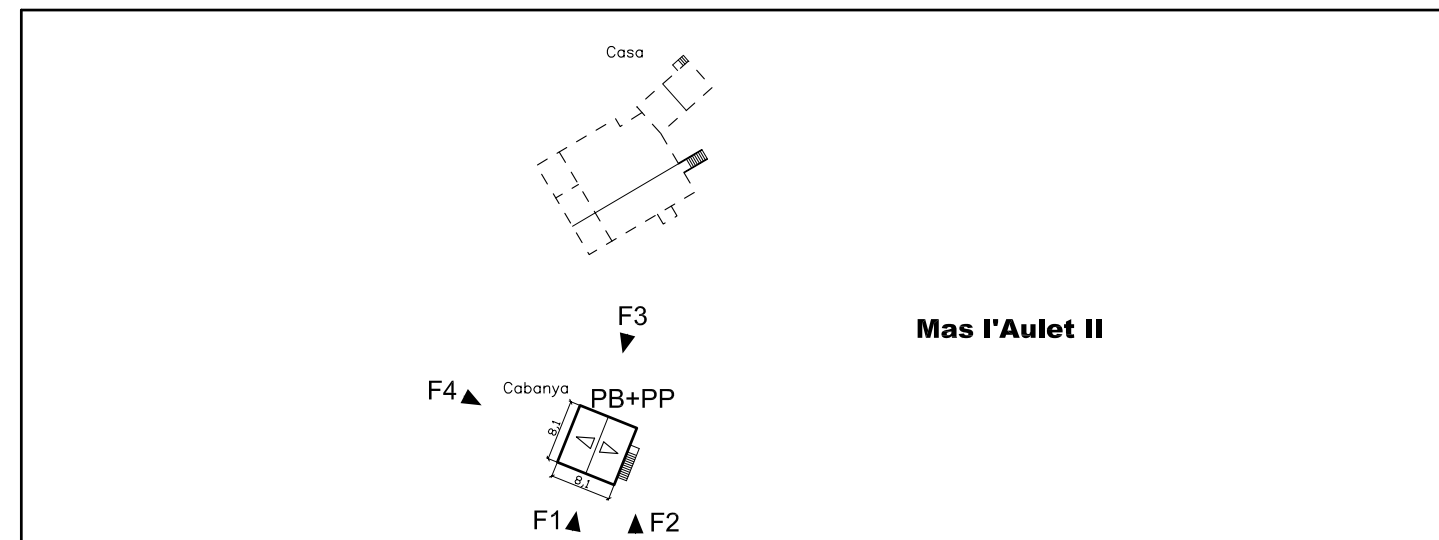 Casa
F3
Mas l'Aulet II
F4
Cabanya
PB+PP
8,1
8,1
F1
F2